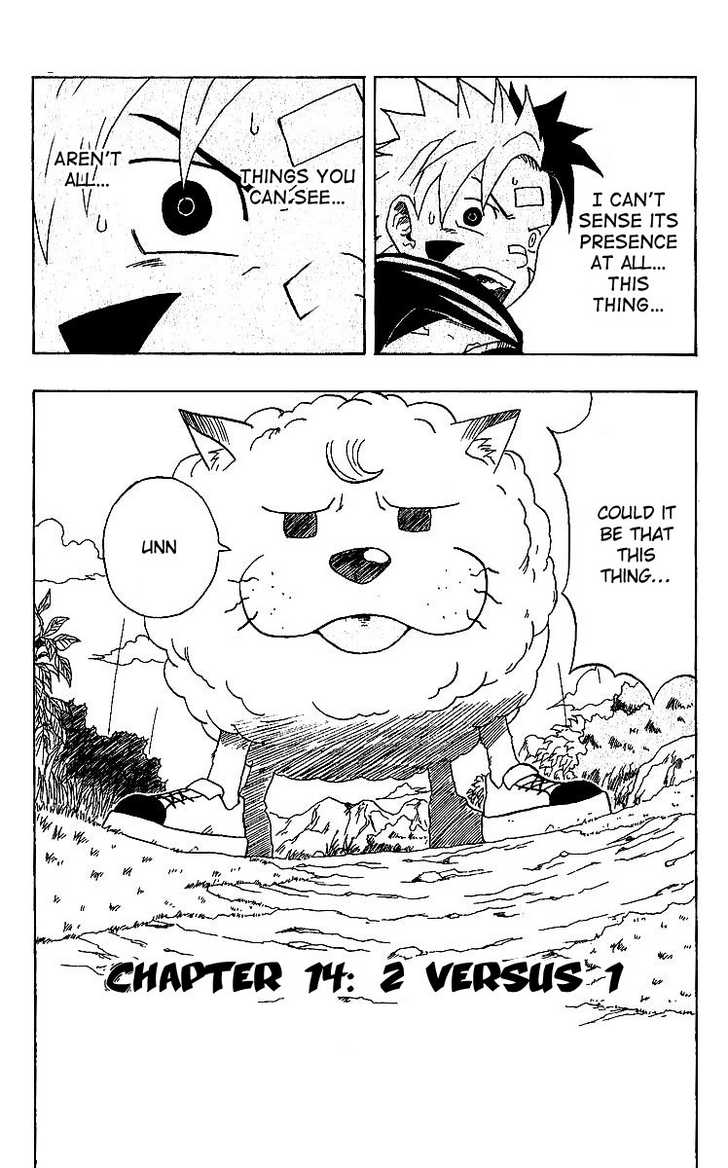 I CAN'T
SENSE ITS
PRESENCE
AT ALL...
THIS
THING...
THINGS YOU
CAN SEE...
AREN'T
ALL...
COULD IT
BE THAT
THIS
THING...
UNN
CHAPTER 14: 2 VERSUS 1